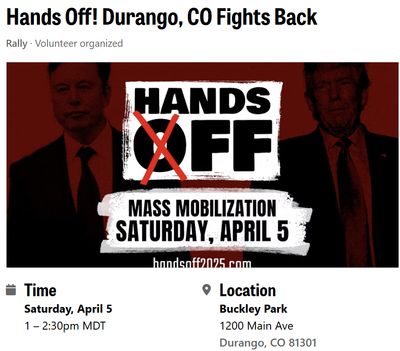 Hands Off! Durango, CO Fights Back
Rally · Volunteer organized
HANDS
OFF
MASS MOBILIZATION
SATURDAY, APRIL 5
handsoff2025.com
Time
Saturday, April 5
1 – 2:30pm MDT
Location
Buckley Park
1200 Main Ave
Durango, CO 81301